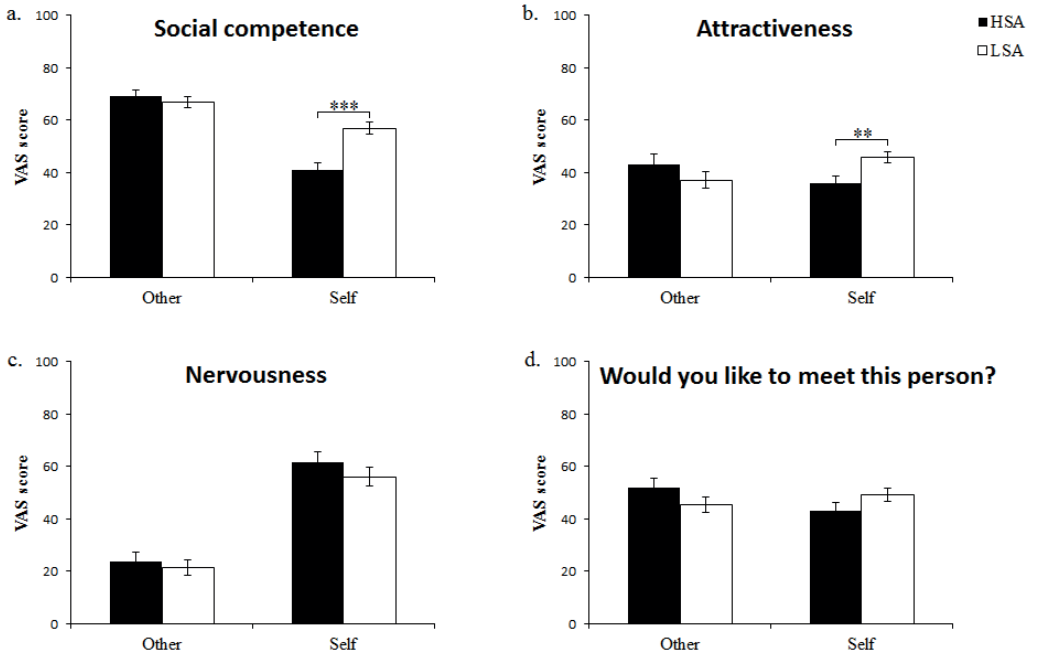 a.
Social competence
100
80
60
40
20
0
VAS score
***
Other
Self
b.
Attractiveness
HSA
LSA
100
80
60
40
20
0
VAS score
**
Other
Self
c.
Nervousness
100
80
60
40
20
0
VAS score
Other
Self
d.
Would you like to meet this person?
100
80
60
40
20
0
VAS score
Other
Self